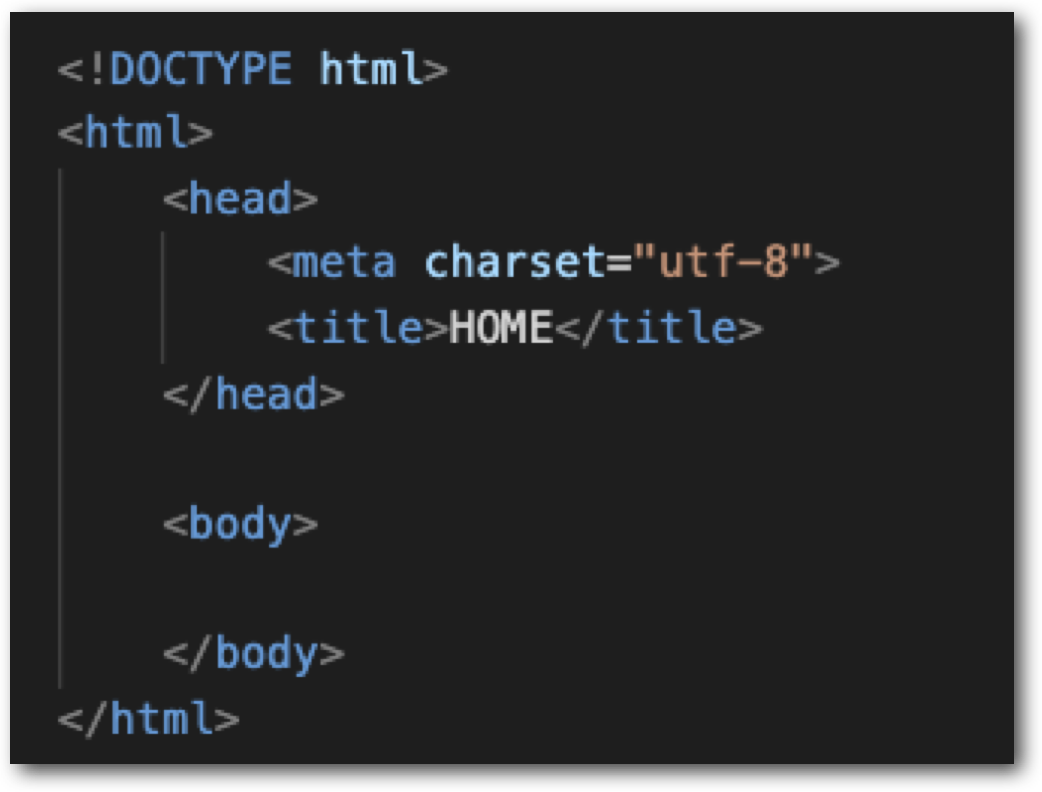 <!DOCTYPE html>
<html>
    <head>
        <meta charset="utf-8">
        <title>HOME</title>
    </head>

    <body>

    </body>
</html>